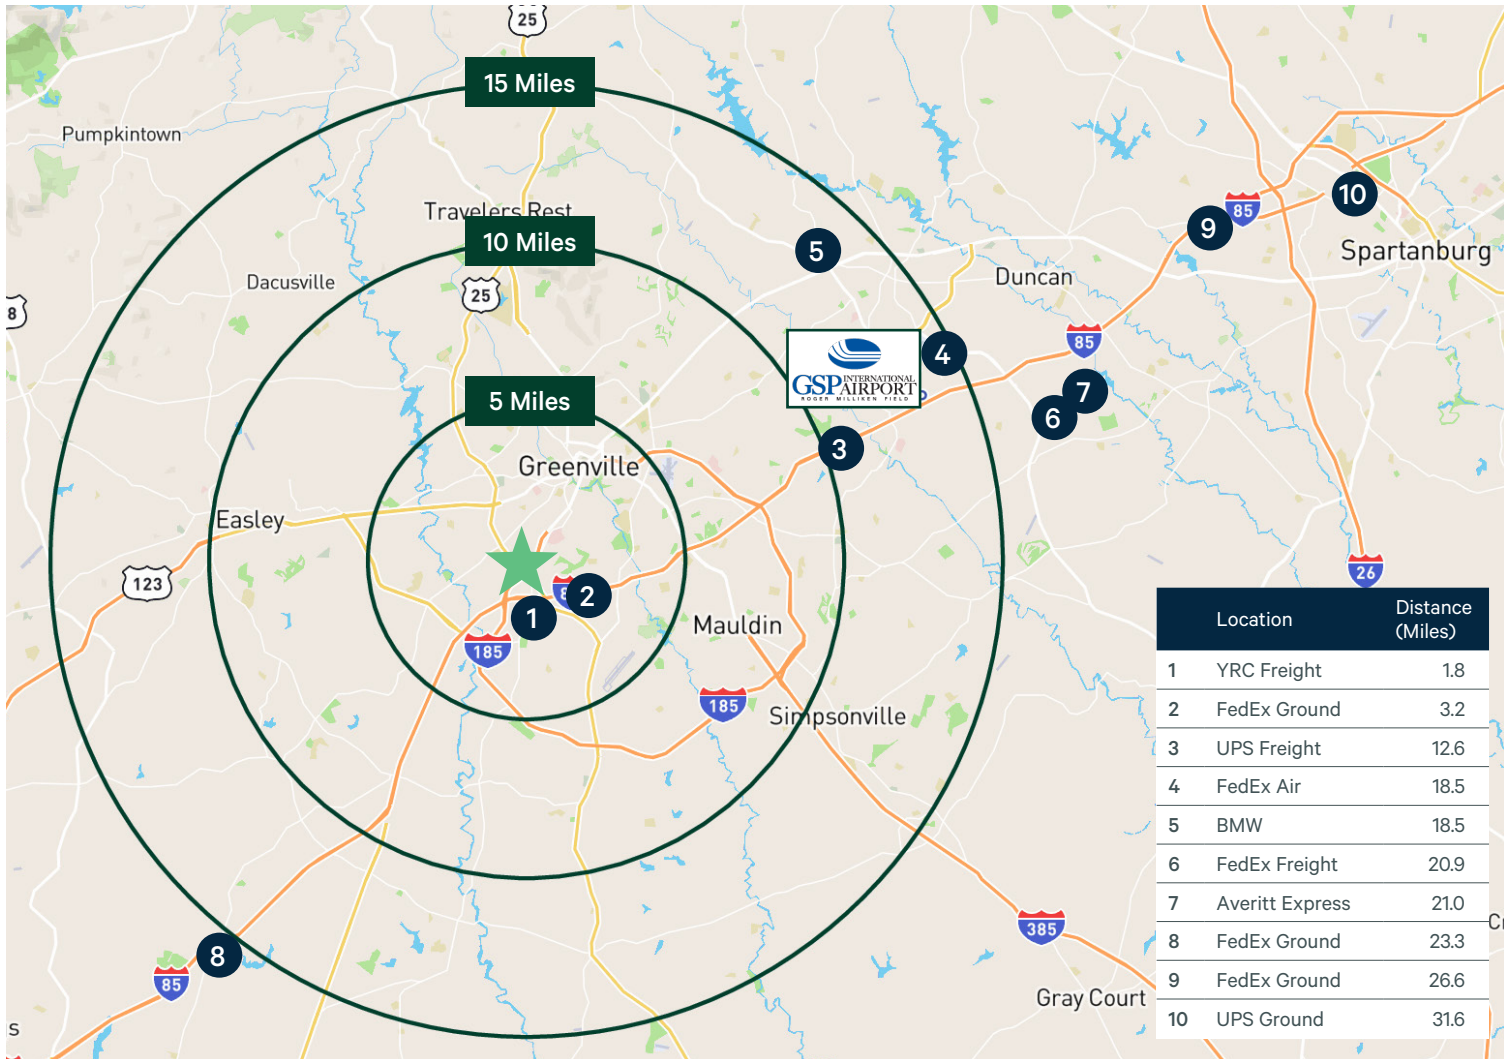 25
15 Miles
Pumpkintown
Travelers Rest
10 Miles
Dacusville
25
8
5
9
85
10
Spartanburg
Duncan
85
4
GSP INTERNATIONAL
AIRPORT
ROGER MILLIKEN FIELD
5 Miles
7
6
3
Greenville
Easley
123
26
8
2
1
185
Mauldin
185
Simpsonville
8
85
385
Gray Court
Cr
s
Location Distance
(Miles)
1 YRC Freight 1.8
2 FedEx Ground 3.2
3 UPS Freight 12.6
4 FedEx Air 18.5
5 BMW 18.5
6 FedEx Freight 20.9
7 Averitt Express 21.0
8 FedEx Ground 23.3
9 FedEx Ground 26.6
10 UPS Ground 31.6